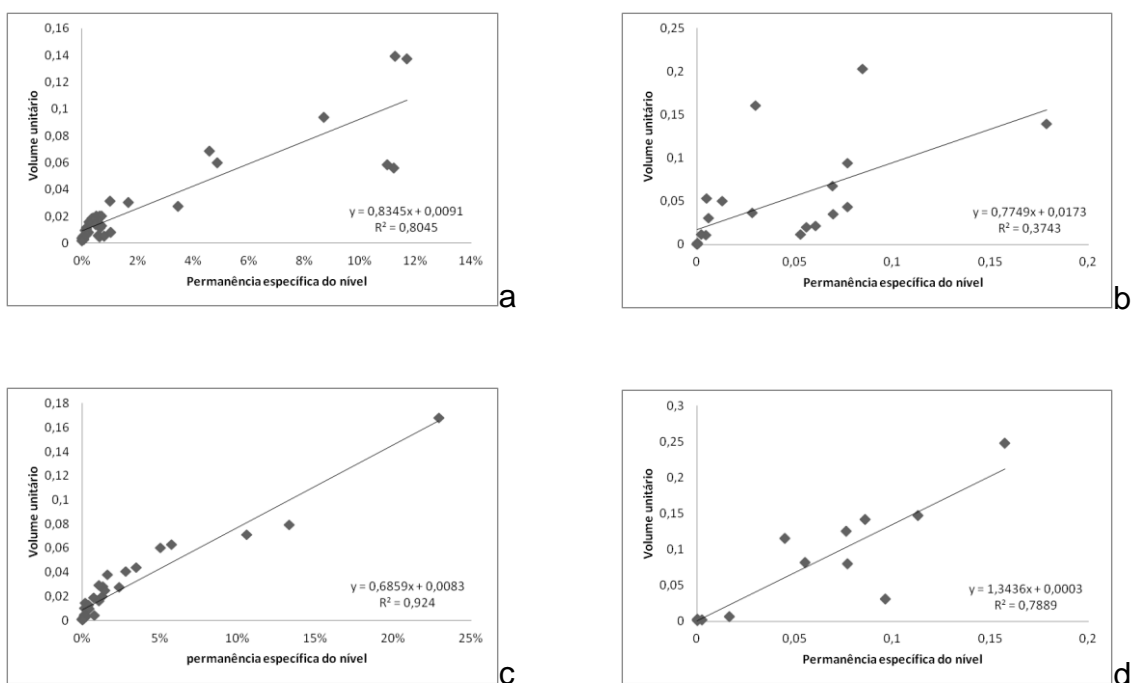 0,16
0,14
0,12
0,1
0,08
0,06
0,04
0,02
0
Volume unitário
y = 0,8345x + 0,0091
R² = 0,8045
0% 2% 4% 6% 8% 10% 12% 14%
Permanência específica do nível
a
0,25
0,2
0,15
0,1
0,05
0
Volume unitário
y = 0,7749x + 0,0173
R² = 0,3743
0 0,05 0,1 0,15 0,2
Permanência específica do nível
b
0,18
0,16
0,14
0,12
0,1
0,08
0,06
0,04
0,02
0
Volume unitário
y = 0,6859x + 0,0083
R² = 0,924
0% 5% 10% 15% 20% 25%
permanência específica do nível
c
0,3
0,25
0,2
0,15
0,1
0,05
0
Volume unitário
y = 1,3436x + 0,0003
R² = 0,7889
0 0,05 0,1 0,15 0,2
Permanência específica do nível
d